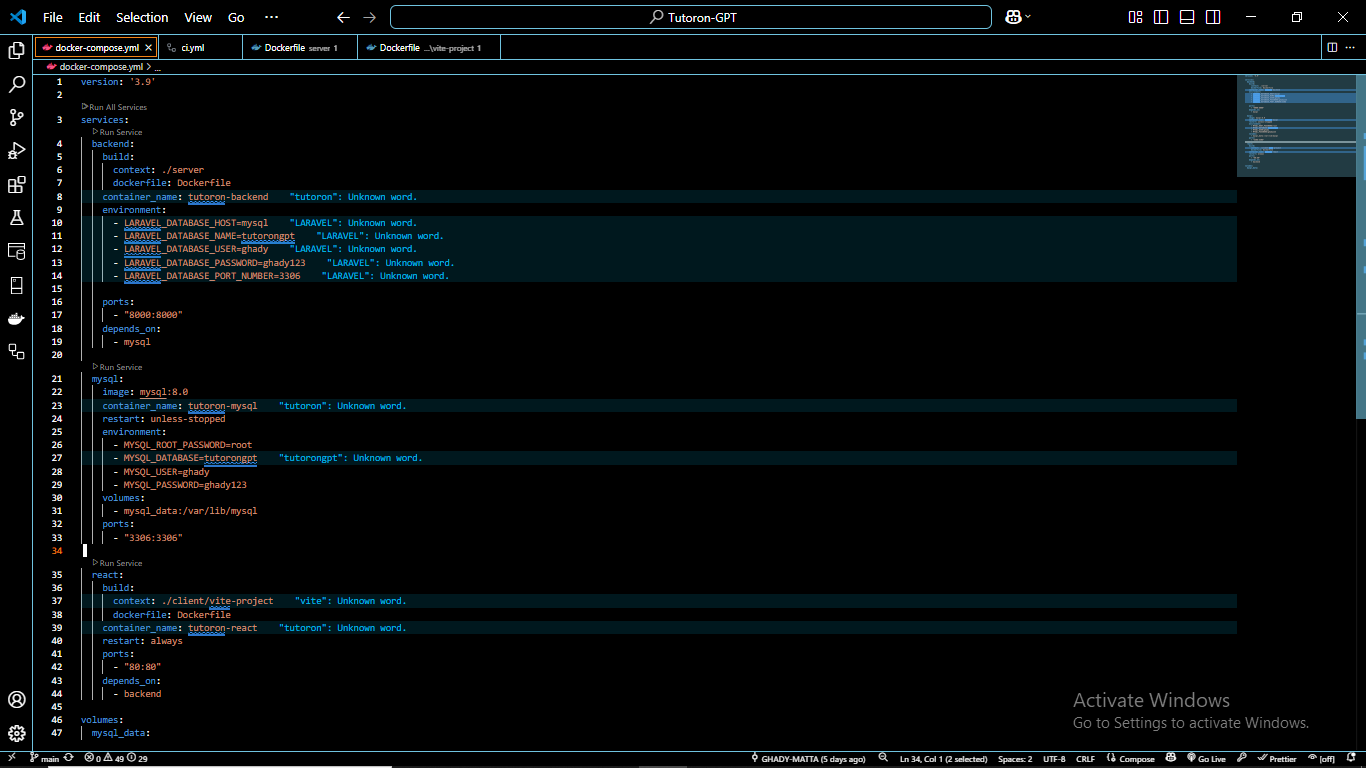 File Edit Selection View Go ··· Tutoron-GPT
docker-compose.yml ci.yml Dockerfile server 1 Dockerfile ...\vite-project 1
docker-compose.yml > ...
1 version: '3.9'
2
Run All Services
3 services:
Run Service
4 backend:
5 build:
6 context: ./server
7 dockerfile: Dockerfile
8 container_name: tutoron-backend "tutoron": Unknown word.
9 environment:
10 - LARAVEL_DATABASE_HOST=mysql "LARAVEL": Unknown word.
11 - LARAVEL_DATABASE_NAME=tutorongpt "LARAVEL": Unknown word.
12 - LARAVEL_DATABASE_USER=ghady "LARAVEL": Unknown word.
13 - LARAVEL_DATABASE_PASSWORD=ghady123 "LARAVEL": Unknown word.
14 - LARAVEL_DATABASE_PORT_NUMBER=3306 "LARAVEL": Unknown word.
15
16 ports:
17 - "8000:8000"
18 depends_on:
19 - mysql
20
Run Service
21 mysql:
22 image: mysql:8.0
23 container_name: tutoron-mysql "tutoron": Unknown word.
24 restart: unless-stopped
25 environment:
26 - MYSQL_ROOT_PASSWORD=root
27 - MYSQL_DATABASE=tutorongpt "tutorongpt": Unknown word.
28 - MYSQL_USER=ghady
29 - MYSQL_PASSWORD=ghady123
30 volumes:
31 - mysql_data:/var/lib/mysql
32 ports:
33 - "3306:3306"
34
Run Service
35 react:
36 build:
37 context: ./client/vite-project "vite": Unknown word.
38 dockerfile: Dockerfile
39 container_name: tutoron-react "tutoron": Unknown word.
40 restart: always
41 ports:
42 - "80:80"
43 depends_on:
44 - backend
45
46 volumes:
47 mysql_data:
Activate Windows
Go to Settings to activate Windows.
main 0 49 29 GHADY-MATTA (5 days ago) Ln 34, Col 1 (2 selected) Spaces: 2 UTF-8 CRLF Compose Go Live Prettier [off]